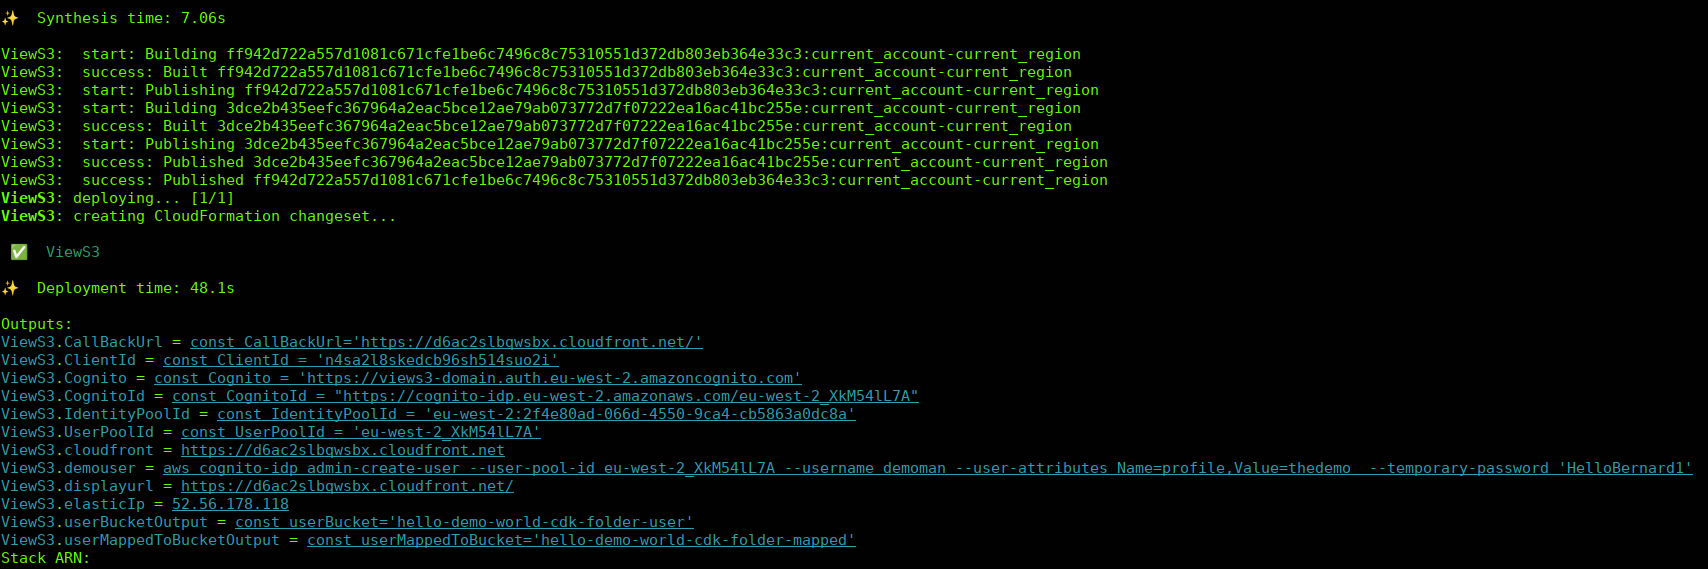 ✨  Synthesis time: 7.06s
ViewS3:  start: Building ff942d722a557d1081c671cfe1be6c7496c8c75310551d372db803eb364e33c3:current_account-current_region
ViewS3:  success: Built ff942d722a557d1081c671cfe1be6c7496c8c75310551d372db803eb364e33c3:current_account-current_region
ViewS3:  start: Publishing ff942d722a557d1081c671cfe1be6c7496c8c75310551d372db803eb364e33c3:current_account-current_region
ViewS3:  start: Building 3dce2b435eefc367964a2eac5bce12ae79ab073772d7f07222ea16ac41bc255e:current_account-current_region
ViewS3:  success: Built 3dce2b435eefc367964a2eac5bce12ae79ab073772d7f07222ea16ac41bc255e:current_account-current_region
ViewS3:  start: Publishing 3dce2b435eefc367964a2eac5bce12ae79ab073772d7f07222ea16ac41bc255e:current_account-current_region
ViewS3:  success: Published 3dce2b435eefc367964a2eac5bce12ae79ab073772d7f07222ea16ac41bc255e:current_account-current_region
ViewS3:  success: Published ff942d722a557d1081c671cfe1be6c7496c8c75310551d372db803eb364e33c3:current_account-current_region
ViewS3: deploying... [1/1]
ViewS3: creating CloudFormation changeset...
✅  ViewS3
✨  Deployment time: 48.1s
Outputs:
ViewS3.CallBackUrl = const CallBackUrl='https://d6ac2slbqwsbx.cloudfront.net/'
ViewS3.ClientId = const ClientId = 'n4sa2l8skedcb96sh514suo2i'
ViewS3.Cognito = const Cognito = 'https://views3-domain.auth.eu-west-2.amazoncognito.com'
ViewS3.CognitoId = const CognitoId = "https://cognito-idp.eu-west-2.amazonaws.com/eu-west-2_XkM54lL7A"
ViewS3.IdentityPoolId = const IdentityPoolId = 'eu-west-2:2f4e80ad-066d-4550-9ca4-cb5863a0dc8a'
ViewS3.UserPoolId = const UserPoolId = 'eu-west-2_XkM54lL7A'
ViewS3.cloudfront = https://d6ac2slbqwsbx.cloudfront.net
ViewS3.demouser = aws cognito-idp admin-create-user --user-pool-id eu-west-2_XkM54lL7A --username demoman --user-attributes Name=profile,Value=thedemo  --temporary-password 'HelloBernard1'
ViewS3.displayurl = https://d6ac2slbqwsbx.cloudfront.net/
ViewS3.elasticIp = 52.56.178.118
ViewS3.userBucketOutput = const userBucket='hello-demo-world-cdk-folder-user'
ViewS3.userMappedToBucketOutput = const userMappedToBucket='hello-demo-world-cdk-folder-mapped'
Stack ARN: